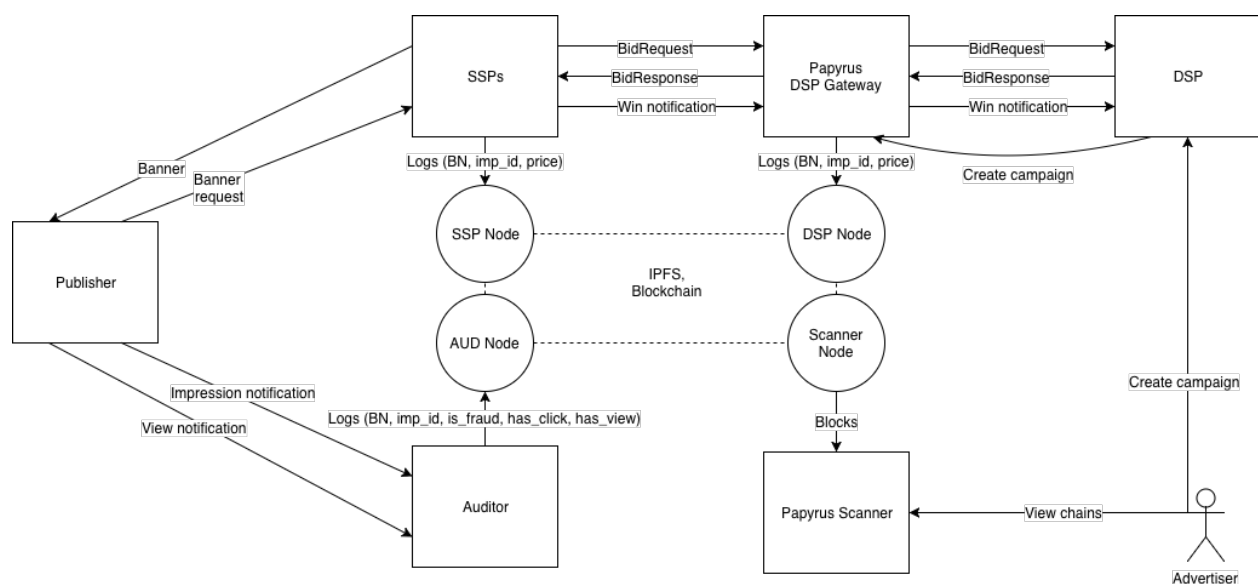 SSPs
BidRequest
BidResponse
Win notification
Papyrus
DSP Gateway
BidRequest
BidResponse
Win notification
DSP
Logs (BN, imp_id, price)
Logs (BN, imp_id, price)
Create campaign
Banner
Banner
request
SSP Node
DSP Node
Publisher
IPFS,
Blockchain
AUD Node
Scanner
Node
Impression notification
View notification
Create campaign
Logs (BN, imp_id, is_fraud, has_click, has_view)
Blocks
Auditor
Papyrus Scanner
View chains
Advertiser